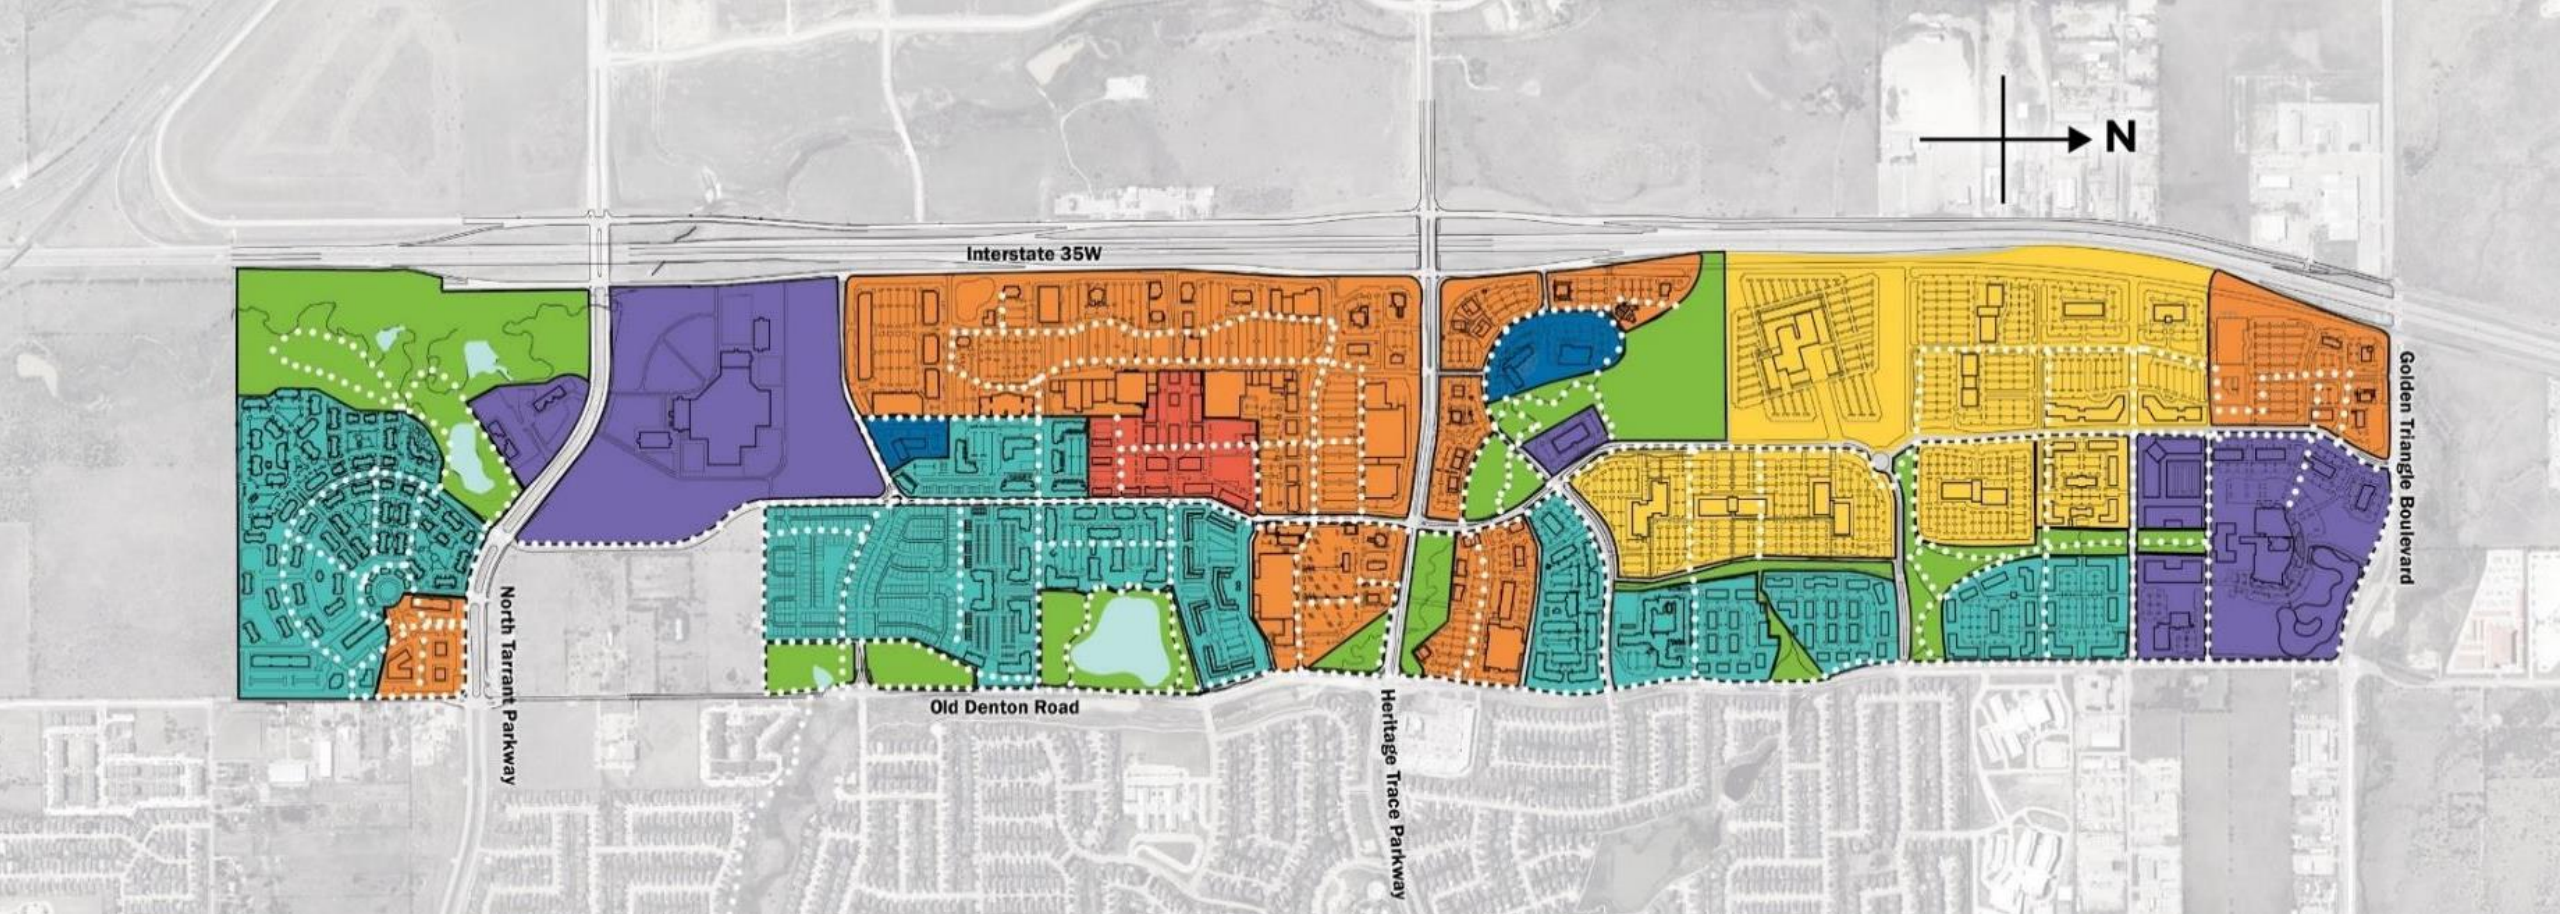 N
Interstate 35W
Golden Triangle Boulevard
North Tarrant Parkway
Old Denton Road
Heritage Trace Parkway